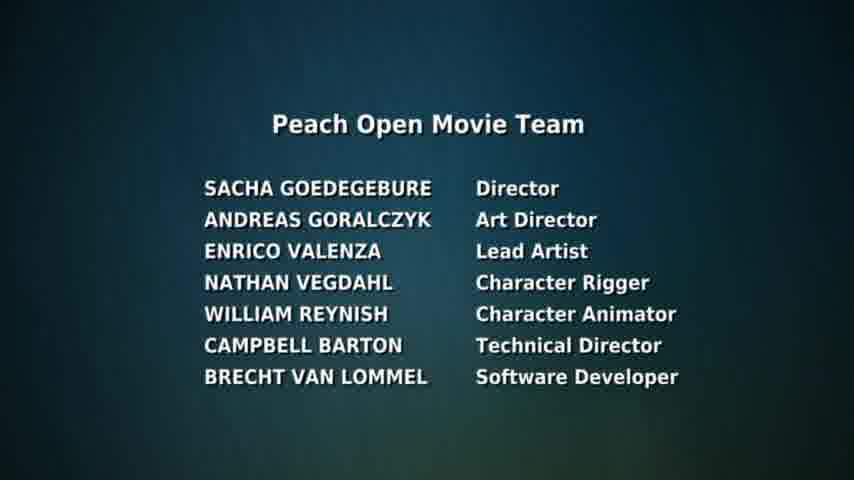 Peach Open Movie Team
SACHA GOEDEGEBURE Director
ANDREAS GORALCZYK Art Director
ENRICO VALENZA Lead Artist
NATHAN VEGDAHL Character Rigger
WILLIAM REYNISH Character Animator
CAMPBELL BARTON Technical Director
BRECHT VAN LOMMEL Software Developer